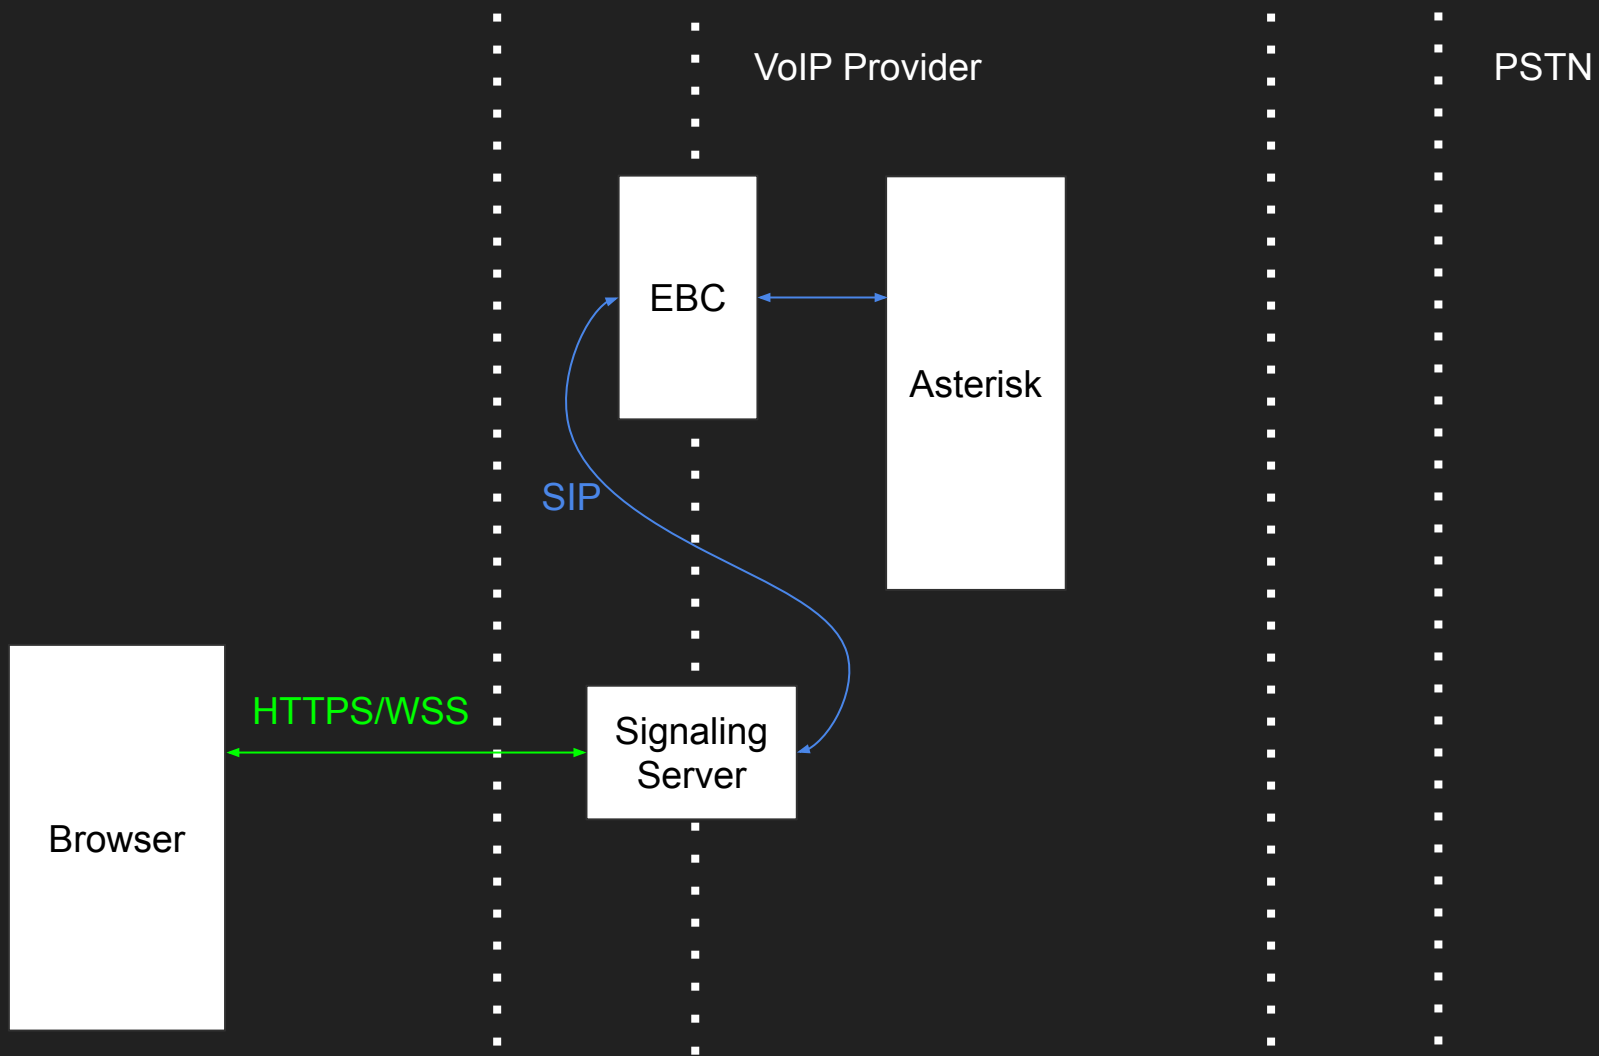 VoIP Provider
PSTN
EBC
Asterisk
SIP
HTTPS/WSS
Signaling
Server
Browser